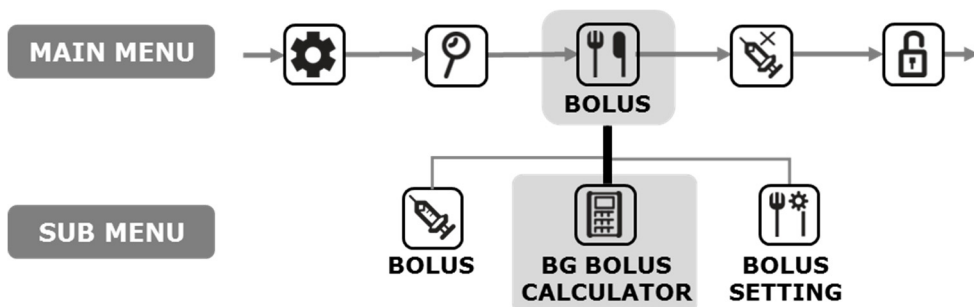 MAIN MENU
BOLUS
SUB MENU
BOLUS
BG BOLUS
CALCULATOR
BOLUS
SETTING